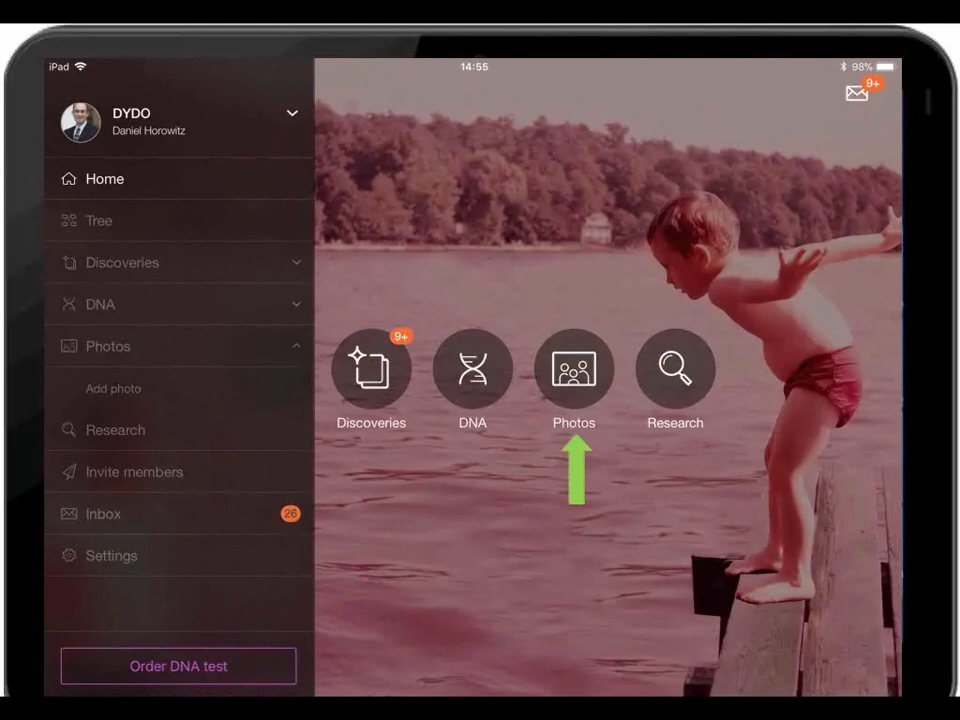 iPad
14:55
98%
9+
DYDO
Daniel Horowitz
Home
Tree
Discoveries
DNA
Photos
Add photo
Research
Invite members
Inbox
26
Settings
Order DNA test
9+
Discoveries
DNA
Photos
Research